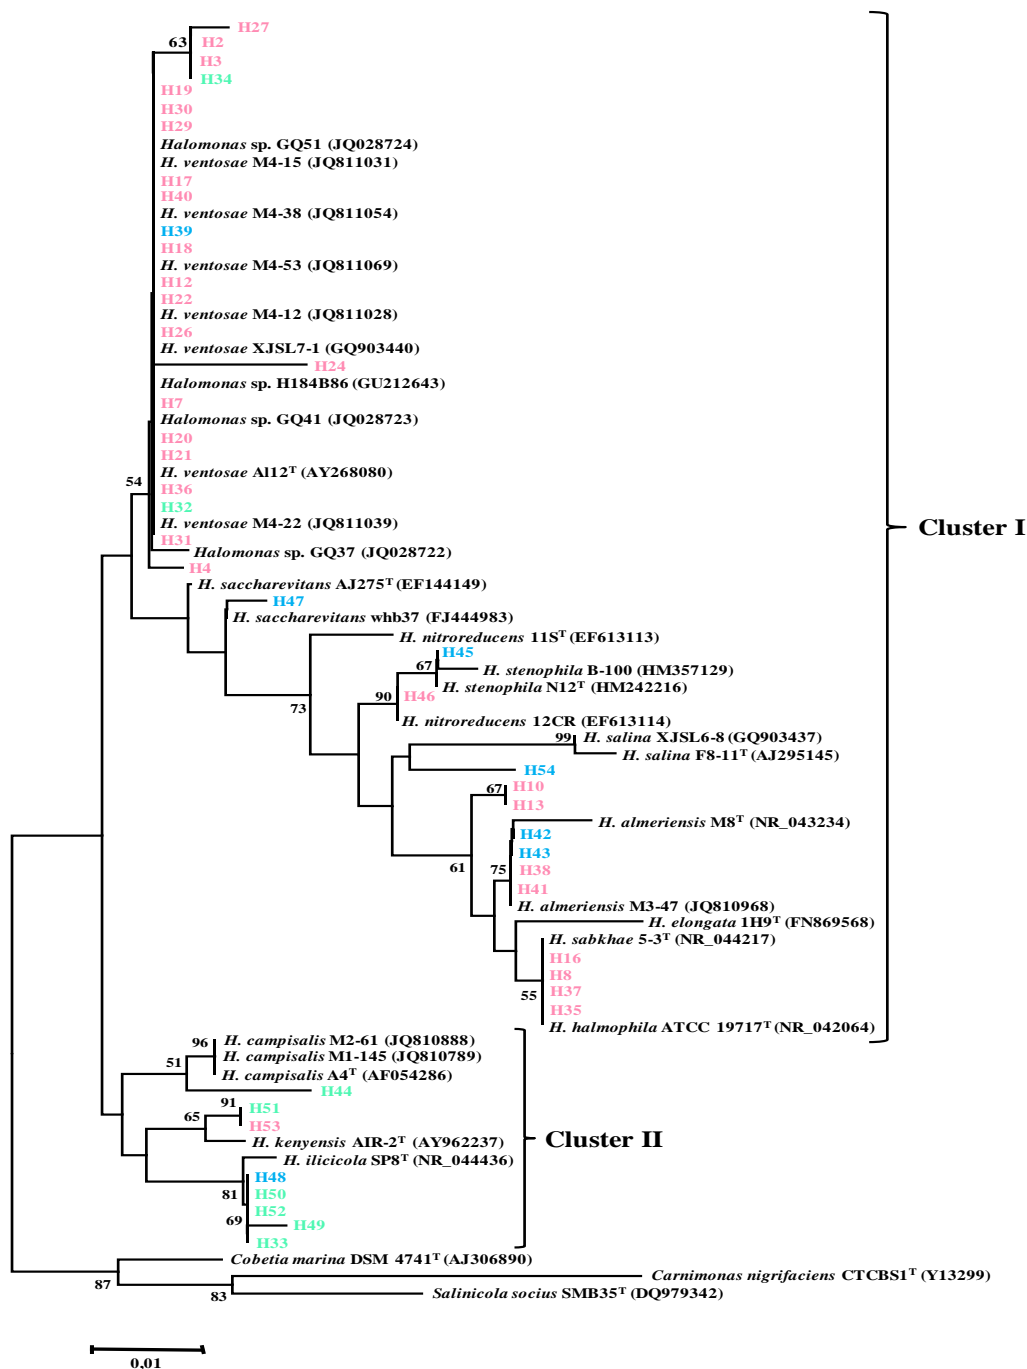 H27
63
H2
H3
H34
H19
H30
H29
Halomonas sp. GQ51 (JQ028724)
H. ventosae M4-15 (JQ811031)
H17
H40
H. ventosae M4-38 (JQ811054)
H39
H18
H. ventosae M4-53 (JQ811069)
H12
H22
H. ventosae M4-12 (JQ811028)
H26
H. ventosae XJSL7-1 (GQ903440)
H24
Halomonas sp. H184B86 (GU212643)
H7
Halomonas sp. GQ41 (JQ028723)
H20
H21
H. ventosae Al12T (AY268080)
54
H36
H32
H. ventosae M4-22 (JQ811039)
Cluster I
H31
Halomonas sp. GQ37 (JQ028722)
H4
H. saccharevitans AJ275T (EF144149)
H47
H. saccharevitans whb37 (FJ444983)
H. nitroreducens 11ST (EF613113)
H45
67
H. stenophila B-100 (HM357129)
H. stenophila N12T (HM242216)
90
H46
73
H. nitroreducens 12CR (EF613114)
99
H. salina XJSL6-8 (GQ903437)
H. salina F8-11T (AJ295145)
H54
67
H10
H13
H. almeriensis M8T (NR_043234)
H42
H43
61
75
H38
H41
H. almeriensis M3-47 (JQ810968)
H. elongata 1H9T (FN869568)
H. sabkhae 5-3T (NR_044217)
H16
H8
H37
55
H35
H. halmophila ATCC 19717T (NR_042064)
96
H. campisalis M2-61 (JQ810888)
H. campisalis M1-145 (JQ810789)
51
H. campisalis A4T (AF054286)
H44
91
H51
65
H53
H. kenyensis AIR-2T (AY962237)
Cluster II
H. ilicicola SP8T (NR_044436)
H48
81
H50
H52
69
H49
H33
Cobetia marina DSM 4741T (AJ306890)
87
Carnimonas nigrifaciens CTCBS1T (Y13299)
83
Salinicola socius SMB35T (DQ979342)
0,01